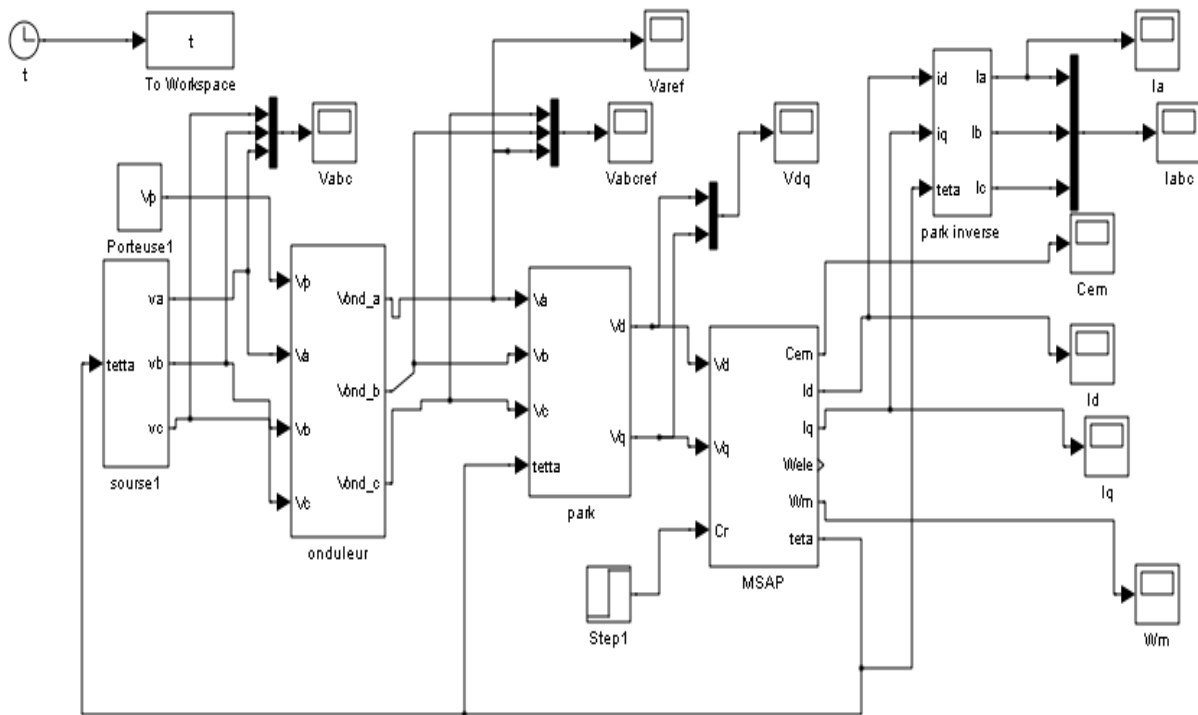 t
t
To Workspace
Vabc
Varef
Vabcref
Vdq
id
iq
teta
Ia
Ib
Ic
park inverse
Ia
Iabc
Vp
Porteuse1
tetta
va
vb
vc
sourse1
Vp
Va
Vb
Vc
Vond_a
Vond_b
Vond_c
onduleur
Va
Vb
Vc
tetta
Vd
Vq
park
Vd
Vq
Cr
Cem
Id
Iq
Wele
Wm
teta
MSAP
Step1
Cem
Id
Iq
Wm